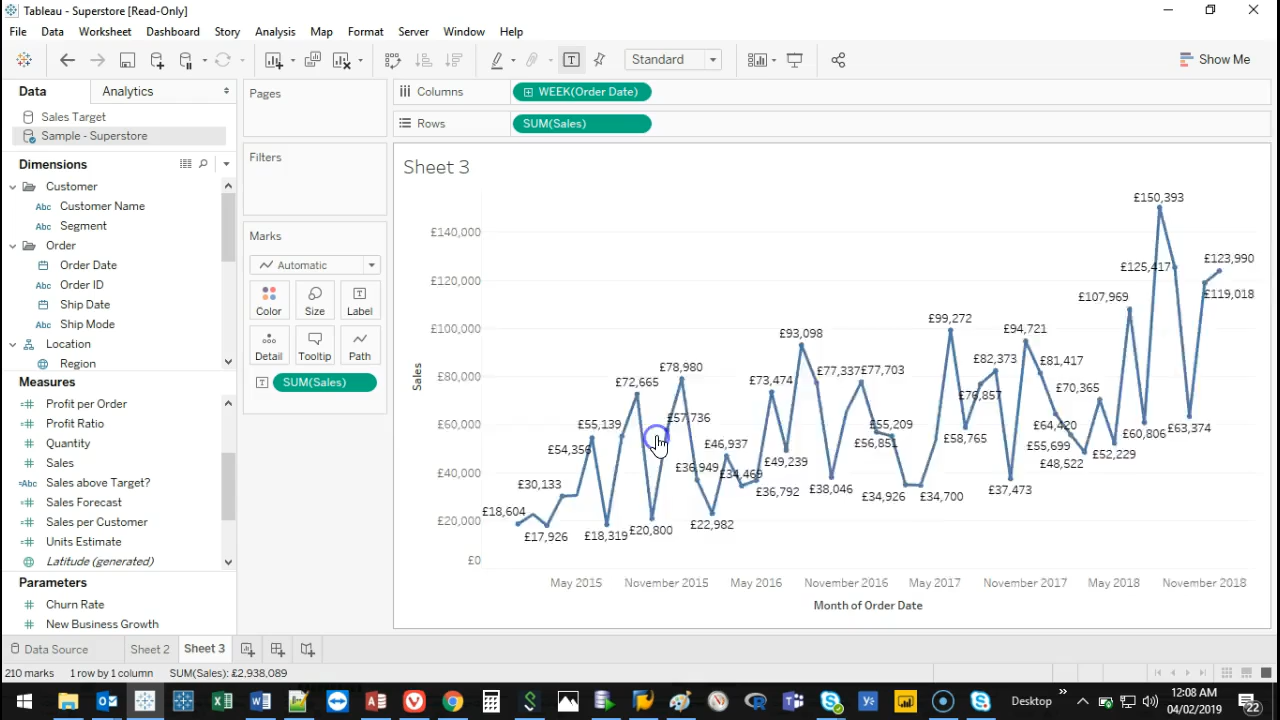 Tableau - Superstore [Read-Only]
File Data Worksheet Dashboard Story Analysis Map Format Server Window Help
Standard
Show Me
Data Analytics
Sales Target
Sample - Superstore
Dimensions
Customer
Abc Customer Name
Abc Segment
Order
Order Date
Abc Order ID
Ship Date
Abc Ship Mode
Location
Region
Measures
Profit per Order
Profit Ratio
Quantity
Sales
=Abc Sales above Target?
Sales Forecast
Sales per Customer
Units Estimate
Latitude (generated)
Parameters
Churn Rate
New Business Growth
Pages
Filters
Marks
Automatic
Color Size Label
Detail Tooltip Path
SUM(Sales)
Columns WEEK(Order Date)
Rows SUM(Sales)
Sheet 3
£150,393
£140,000
£123,990
£125,417
£120,000
£119,018
£107,969
£100,000
£99,272
£93,098
£94,721
£80,000
£78,980
£72,665
£77,337
£77,703
£82,373
£81,417
£73,474
£76,857
£70,365
£60,000
£55,139
£57,736
£55,209
£64,420
£60,806
£63,374
£54,356
£46,937
£56,851
£58,765
£55,699
£52,229
£49,239
£48,522
£40,000
£36,949
£34,469
£36,792
£38,046
£34,926
£34,700
£37,473
£30,133
£20,000
£18,604
£17,926
£18,319
£20,800
£22,982
£0
Sales
May 2015 November 2015 May 2016 November 2016 May 2017 November 2017 May 2018 November 2018
Month of Order Date
Data Source Sheet 2 Sheet 3
210 marks 1 row by 1 column SUM(Sales): £2,938,089
Desktop
12:08 AM
04/02/2019
22